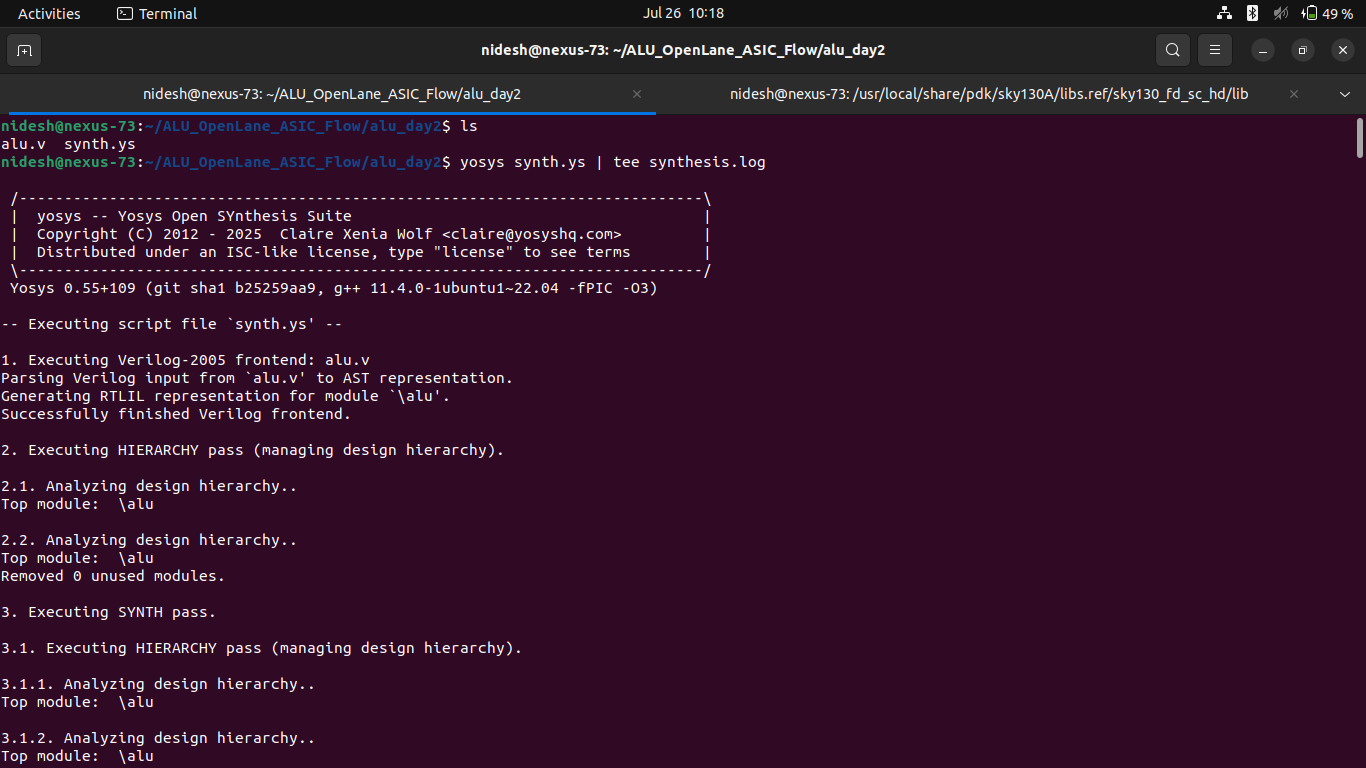 Activities Terminal Jul 26 10:18 49 %
nidesh@nexus-73: ~/ALU_OpenLane_ASIC_Flow/alu_day2
nidesh@nexus-73: ~/ALU_OpenLane_ASIC_Flow/alu_day2 nidesh@nexus-73: /usr/local/share/pdk/sky130A/libs.ref/sky130_fd_sc_hd/lib
nidesh@nexus-73:~/ALU_OpenLane_ASIC_Flow/alu_day2$ ls
alu.v  synth.ys
nidesh@nexus-73:~/ALU_OpenLane_ASIC_Flow/alu_day2$ yosys synth.ys | tee synthesis.log
 /----------------------------------------------------------------------------\
 |  yosys -- Yosys Open SYnthesis Suite                                       |
 |  Copyright (C) 2012 - 2025  Claire Xenia Wolf <claire@yosyshq.com>         |
 |  Distributed under an ISC-like license, type "license" to see terms        |
 \----------------------------------------------------------------------------/
 Yosys 0.55+109 (git sha1 b25259aa9, g++ 11.4.0-1ubuntu1~22.04 -fPIC -O3)
-- Executing script file `synth.ys' --
1. Executing Verilog-2005 frontend: alu.v
Parsing Verilog input from `alu.v' to AST representation.
Generating RTLIL representation for module `\alu'.
Successfully finished Verilog frontend.
2. Executing HIERARCHY pass (managing design hierarchy).
2.1. Analyzing design hierarchy..
Top module:  \alu
2.2. Analyzing design hierarchy..
Top module:  \alu
Removed 0 unused modules.
3. Executing SYNTH pass.
3.1. Executing HIERARCHY pass (managing design hierarchy).
3.1.1. Analyzing design hierarchy..
Top module:  \alu
3.1.2. Analyzing design hierarchy..
Top module:  \alu